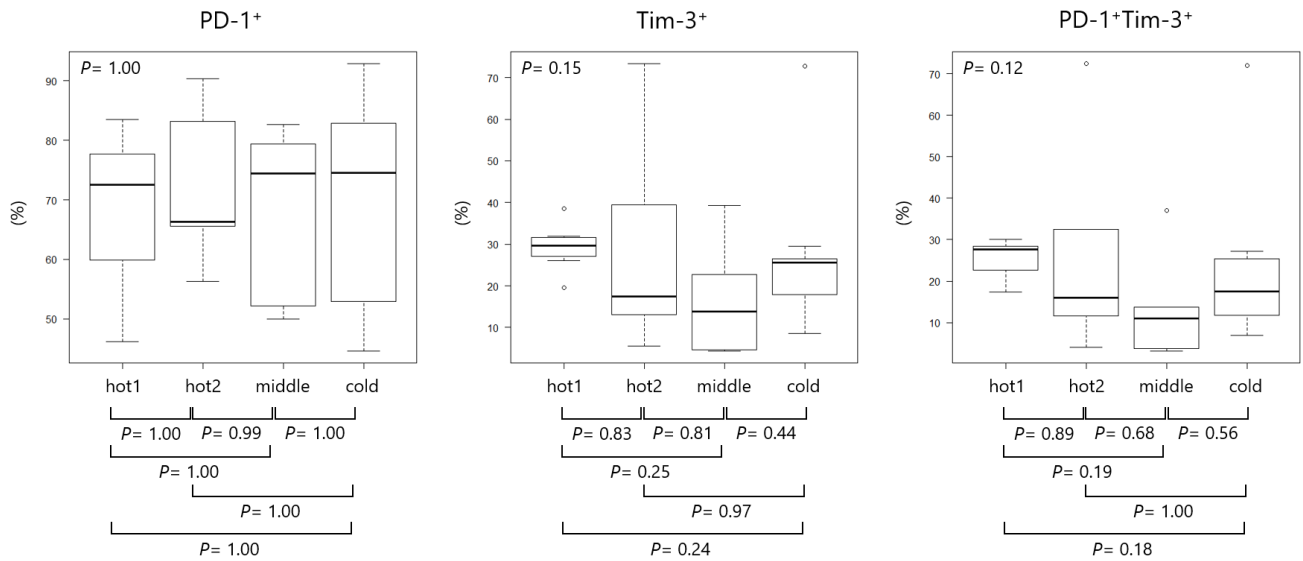 PD-1⁺
P= 1.00
(%)
90
80
70
60
50
hot1 hot2 middle cold
P= 1.00 P= 0.99 P= 1.00
P= 1.00
P= 1.00
P= 1.00
Tim-3⁺
P= 0.15
(%)
70
60
50
40
30
20
10
hot1 hot2 middle cold
P= 0.83 P= 0.81 P= 0.44
P= 0.25
P= 0.97
P= 0.24
PD-1⁺Tim-3⁺
P= 0.12
(%)
70
60
50
40
30
20
10
hot1 hot2 middle cold
P= 0.89 P= 0.68 P= 0.56
P= 0.19
P= 1.00
P= 0.18